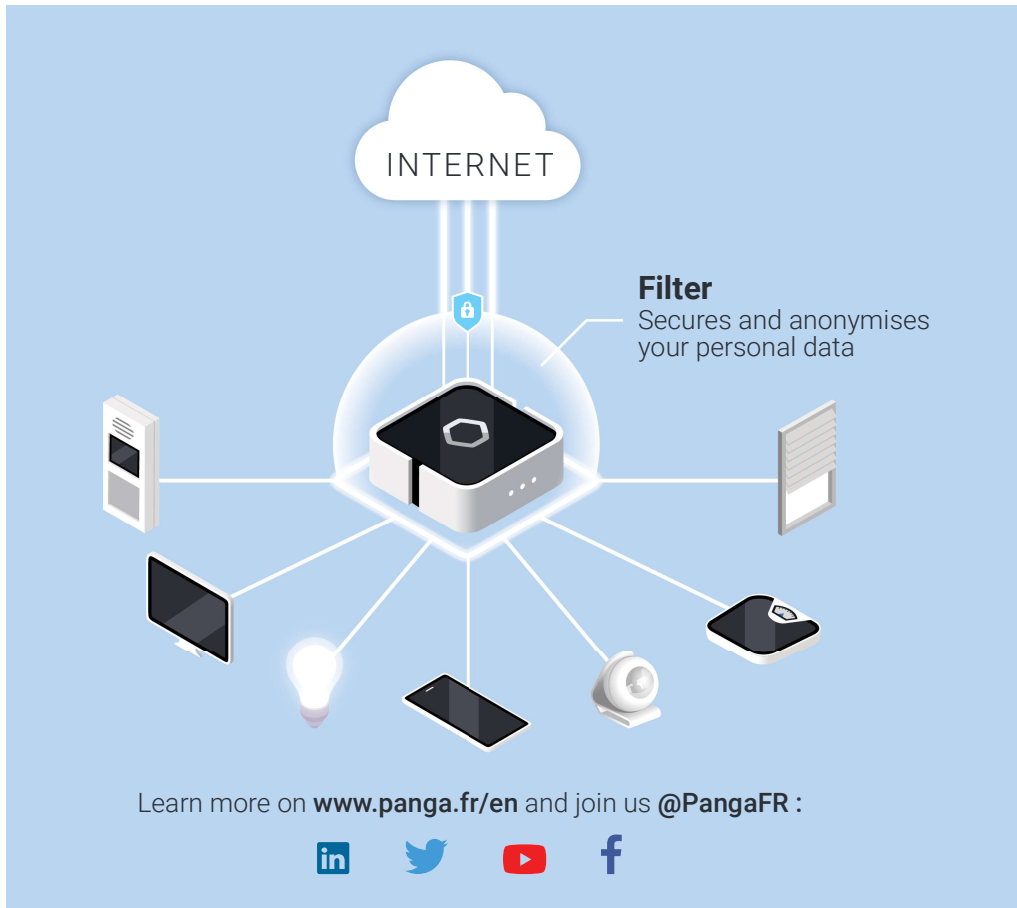 INTERNET
Filter
Secures and anonymises
your personal data
Learn more on www.panga.fr/en and join us @PangaFR :
in